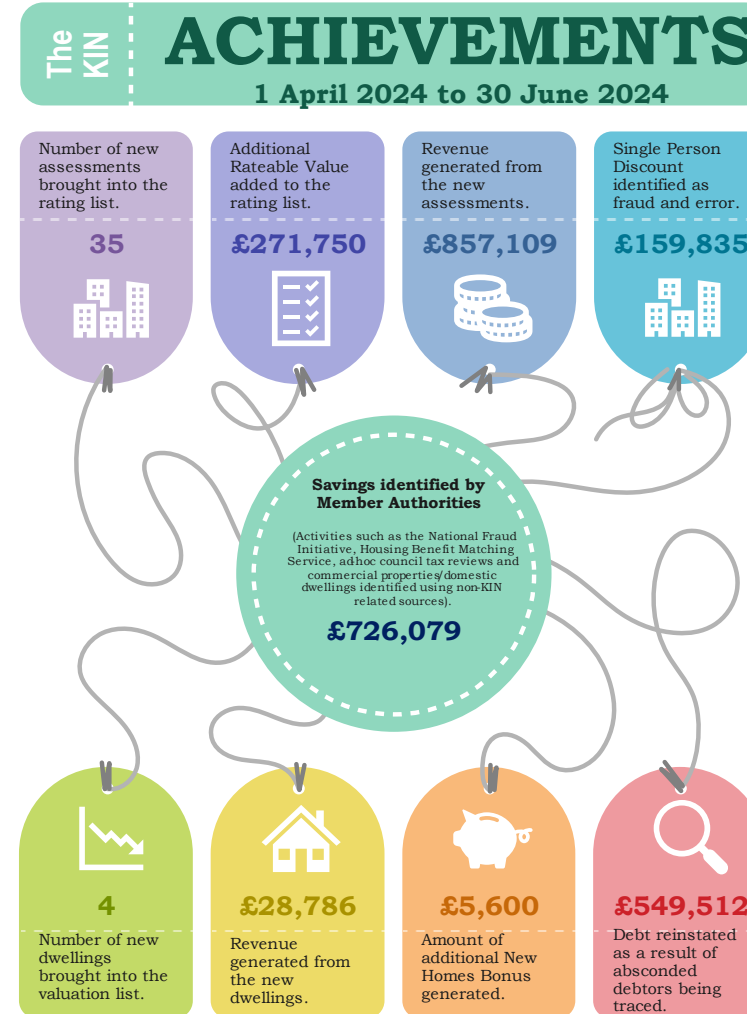 The
KIN
ACHIEVEMENTS
1 April 2024 to 30 June 2024
Number of new
assessments
brought into the
rating list.
35
Additional
Rateable Value
added to the
rating list.
£271,750
Revenue
generated from
the new
assessments.
£857,109
Single Person
Discount
identified as
fraud and error.
£159,835
Savings identified by
Member Authorities
(Activities such as the National Fraud
Initiative, Housing Benefit Matching
Service, ad-hoc council tax reviews and
commercial properties/domestic
dwellings identified using non-KIN
related sources).
£726,079
4
Number of new
dwellings
brought into the
valuation list.
£28,786
Revenue
generated from
the new
dwellings.
£5,600
Amount of
additional New
Homes Bonus
generated.
£549,512
Debt reinstated
as a result of
absconded
debtors being
traced.